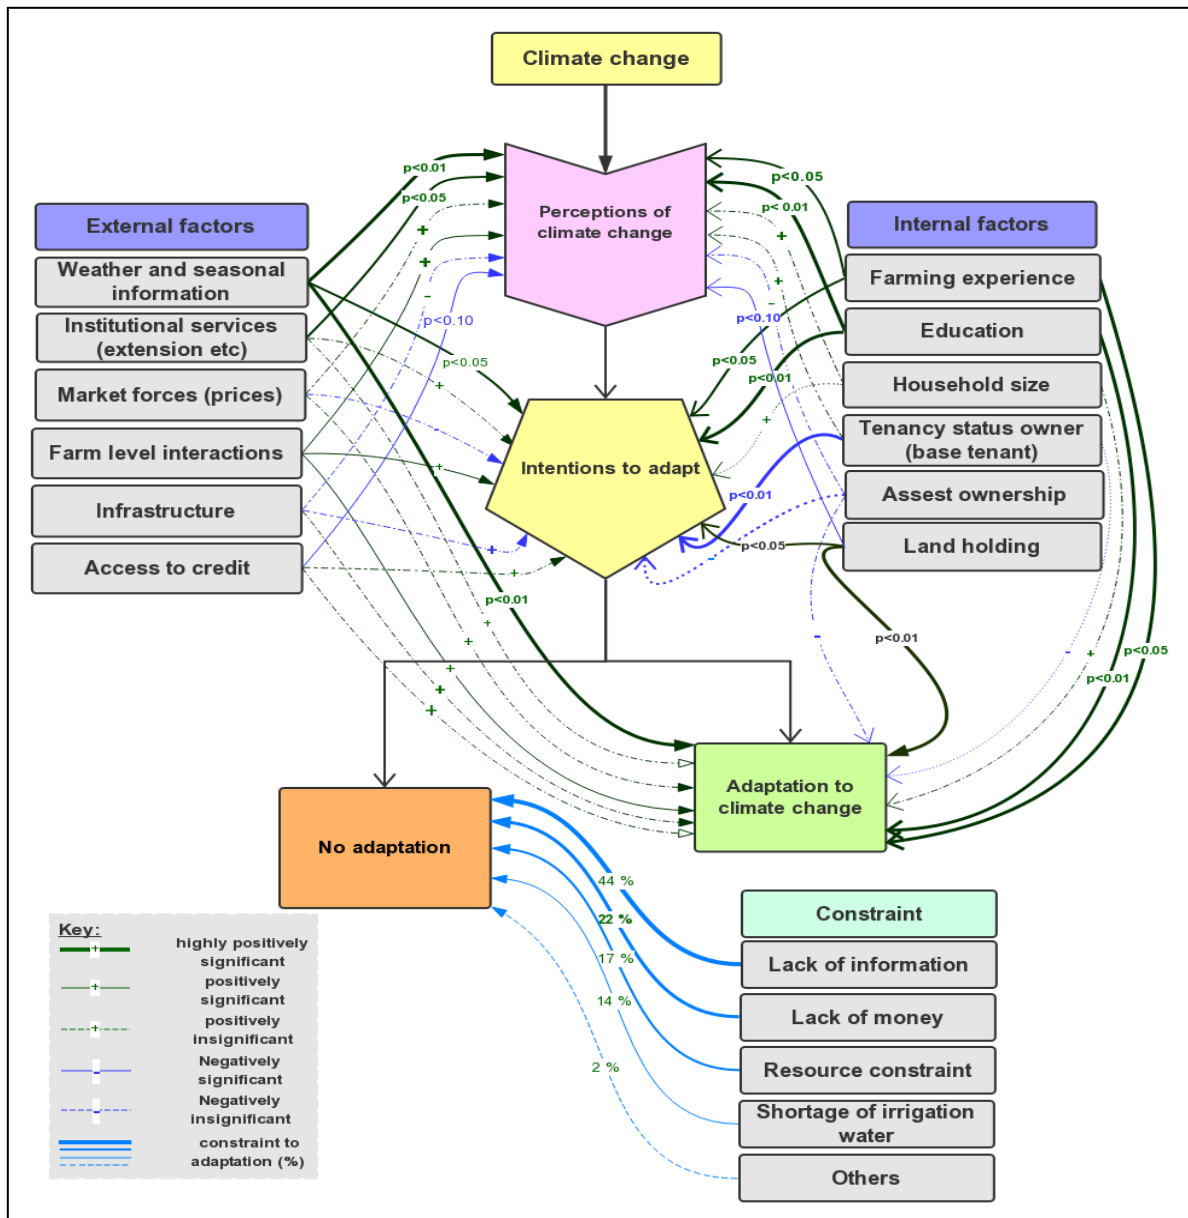 Climate change
p<0.01
p<0.05
p<0.05
p< 0.01
Perceptions of
climate change
External factors
Weather and seasonal
information
Institutional services
(extension etc)
Market forces (prices)
Farm level interactions
Infrastructure
Access to credit
Internal factors
Farming experience
Education
Household size
Tenancy status owner
(base tenant)
Assest ownership
Land holding
+
+
-
p<0.10
+
+
-
p<0.10
p<0.05
p<0.05
p<0.01
+
-
+
+
+
+
p<0.01
p<0.05
-
Intentions to adapt
p<0.01
+
+
+
+
+
p<0.01
-
-
+
p<0.05
p<0.01
Adaptation to
climate change
No adaptation
44 %
22 %
17 %
14 %
2 %
Constraint
Lack of information
Lack of money
Resource constraint
Shortage of irrigation
water
Others
Key:
+ highly positively
significant
+ positively
significant
+ positively
insignificant
- Negatively
significant
- Negatively
insignificant
constraint to
adaptation (%)